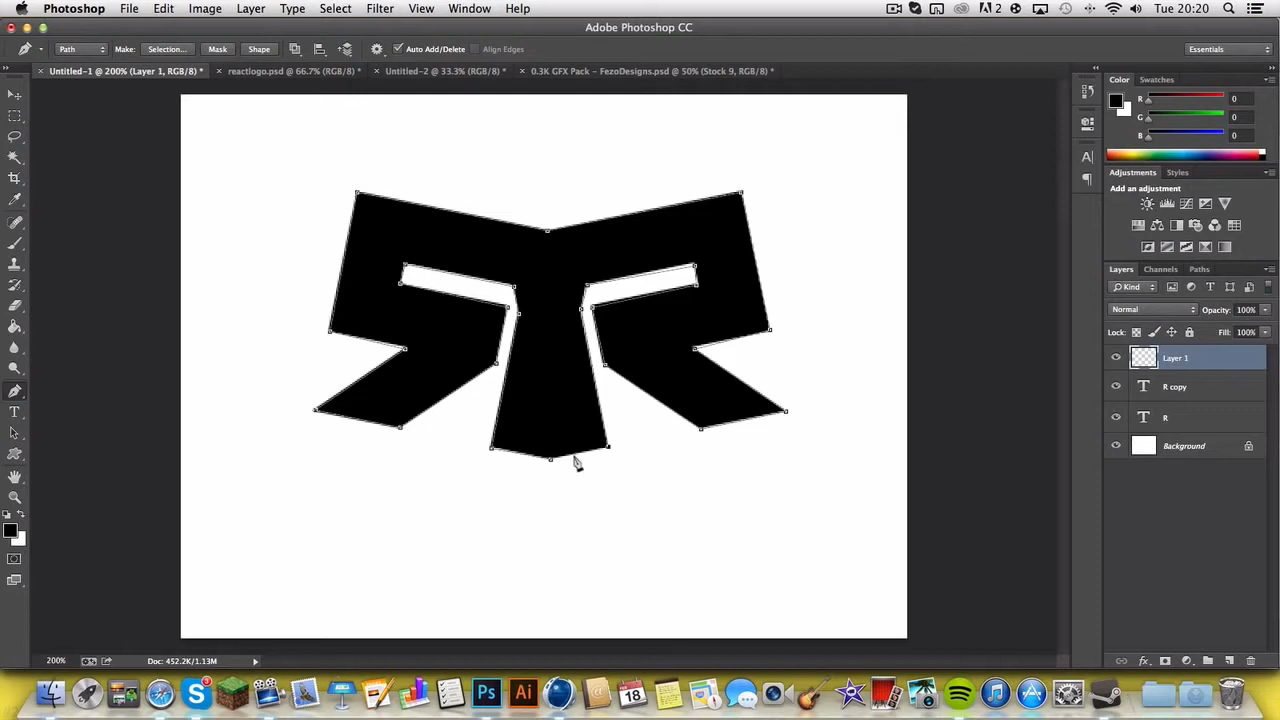 Photoshop File Edit Image Layer Type Select Filter View Window Help 2 Tue 20:20
Adobe Photoshop CC
Path Make: Selection... Mask Shape Auto Add/Delete Align Edges Essentials
Untitled-1 @ 200% (Layer 1, RGB/8) * reactlogo.psd @ 66.7% (RGB/8) * Untitled-2 @ 33.3% (RGB/8) * 0.3K GFX Pack - FezoDesigns.psd @ 50% (Stock 9, RGB/8) *
Color Swatches
R 0
G 0
B 0
Adjustments Styles
Add an adjustment
Layers Channels Paths
Kind
Normal Opacity: 100%
Lock: Fill: 100%
Layer 1
T R copy
T R
Background
200% Doc: 452.2K/1.13M
Ps Ai 18